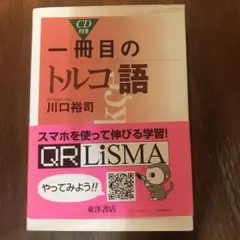 CD
付き
一冊目の
トルコ語
川口裕司
スマホを使って伸びる学習!
QR LiSMA
やってみよう!!
東洋書店